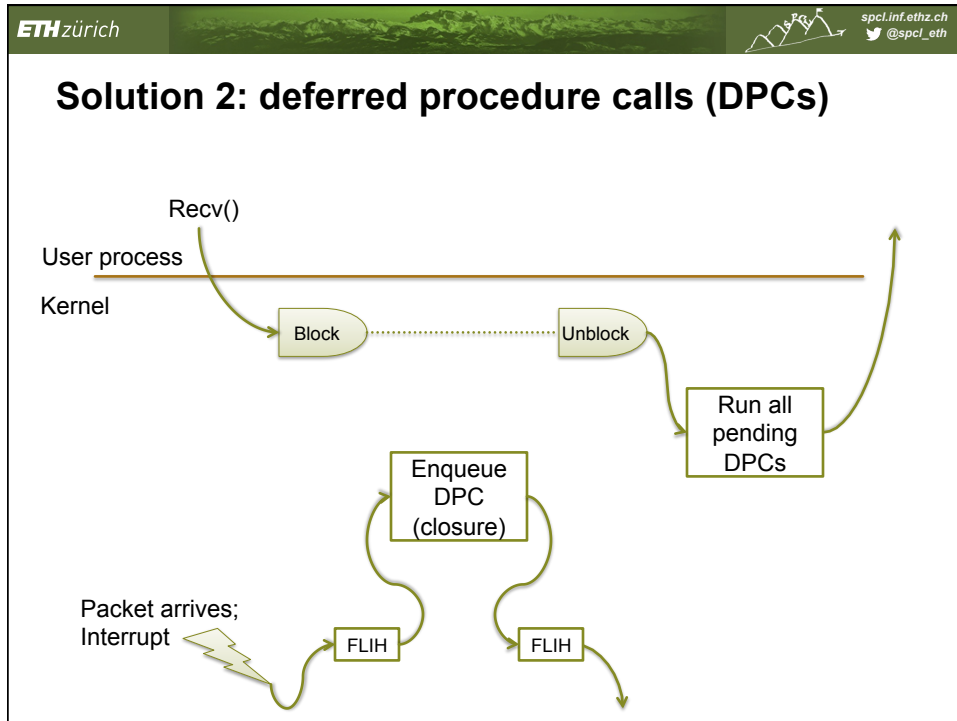 ETH zürich
spcl.inf.ethz.ch
@spcl_eth
Solution 2: deferred procedure calls (DPCs)
Recv()
User process
Kernel
Block
Unblock
Run all
pending
DPCs
Enqueue
DPC
(closure)
Packet arrives;
Interrupt
FLIH
FLIH